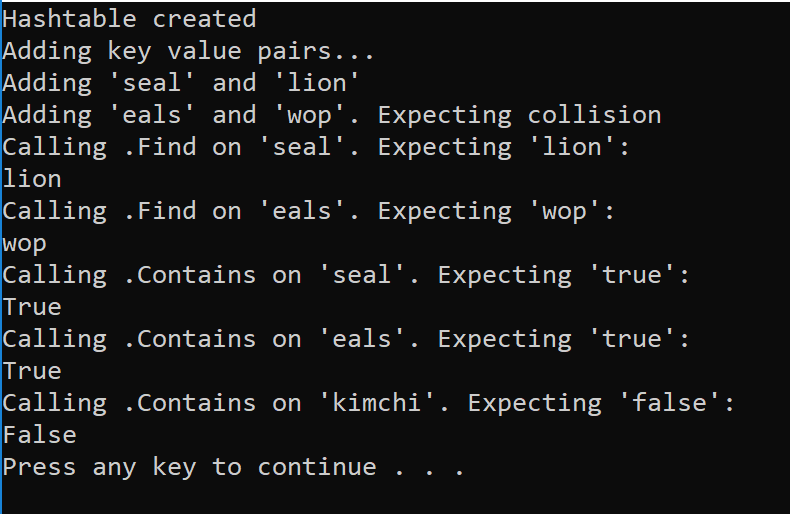 Hashtable created
Adding key value pairs...
Adding 'seal' and 'lion'
Adding 'eals' and 'wop'. Expecting collision
Calling .Find on 'seal'. Expecting 'lion':
lion
Calling .Find on 'eals'. Expecting 'wop':
wop
Calling .Contains on 'seal'. Expecting 'true':
True
Calling .Contains on 'eals'. Expecting 'true':
True
Calling .Contains on 'kimchi'. Expecting 'false':
False
Press any key to continue . . .